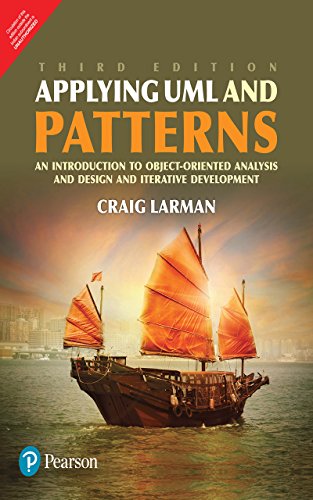 THIRD EDITION
APPLYING UML AND
PATTERNS
AN INTRODUCTION TO OBJECT-ORIENTED ANALYSIS
AND DESIGN AND ITERATIVE DEVELOPMENT
CRAIG LARMAN
Pearson